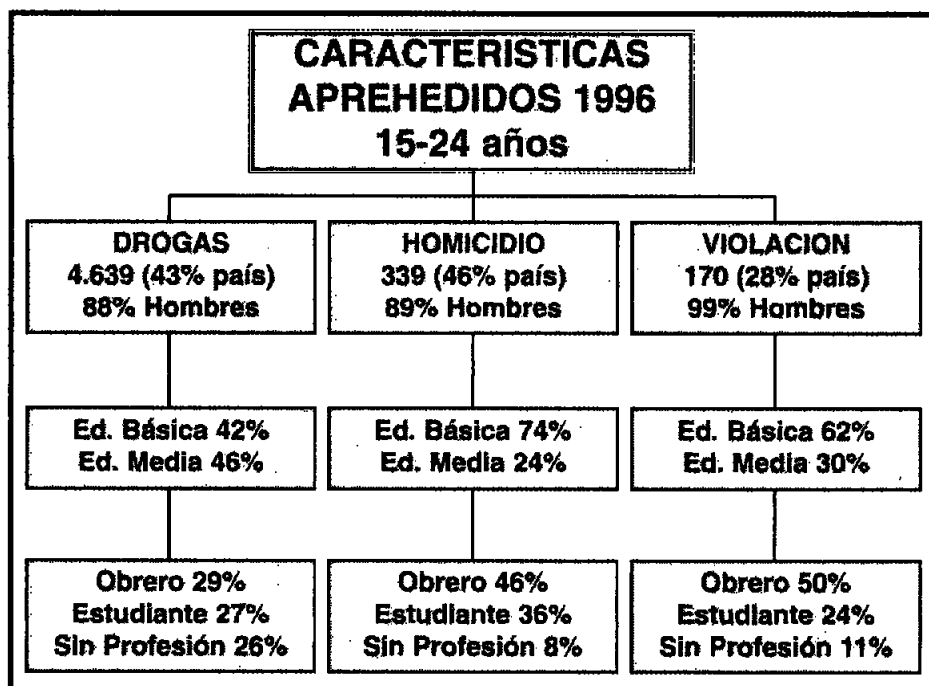 CARACTERISTICAS
APREHEDIDOS 1996
15-24 años
DROGAS
4.639 (43% país)
88% Hombres
HOMICIDIO
339 (46% país)
89% Hombres
VIOLACION
170 (28% país)
99% Hombres
Ed. Básica 42%
Ed. Media 46%
Ed. Básica 74%
Ed. Media 24%
Ed. Básica 62%
Ed. Media 30%
Obrero 29%
Estudiante 27%
Sin Profesión 26%
Obrero 46%
Estudiante 36%
Sin Profesión 8%
Obrero 50%
Estudiante 24%
Sin Profesión 11%